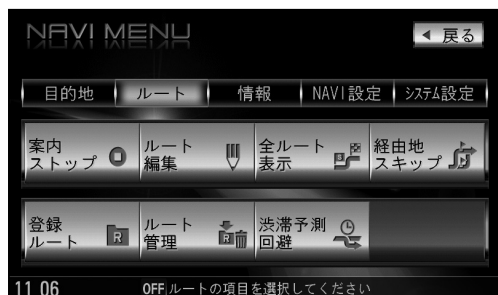 NAVI MENU
戻る
目的地 ルート 情報 NAVI設定 システム設定
案内
ストップ
ルート
編集
全ルート
表示
経由地
スキップ
登録
ルート
R
ルート
管理
R
渋滞予測
回避
11 06 OFF ルートの項目を選択してください